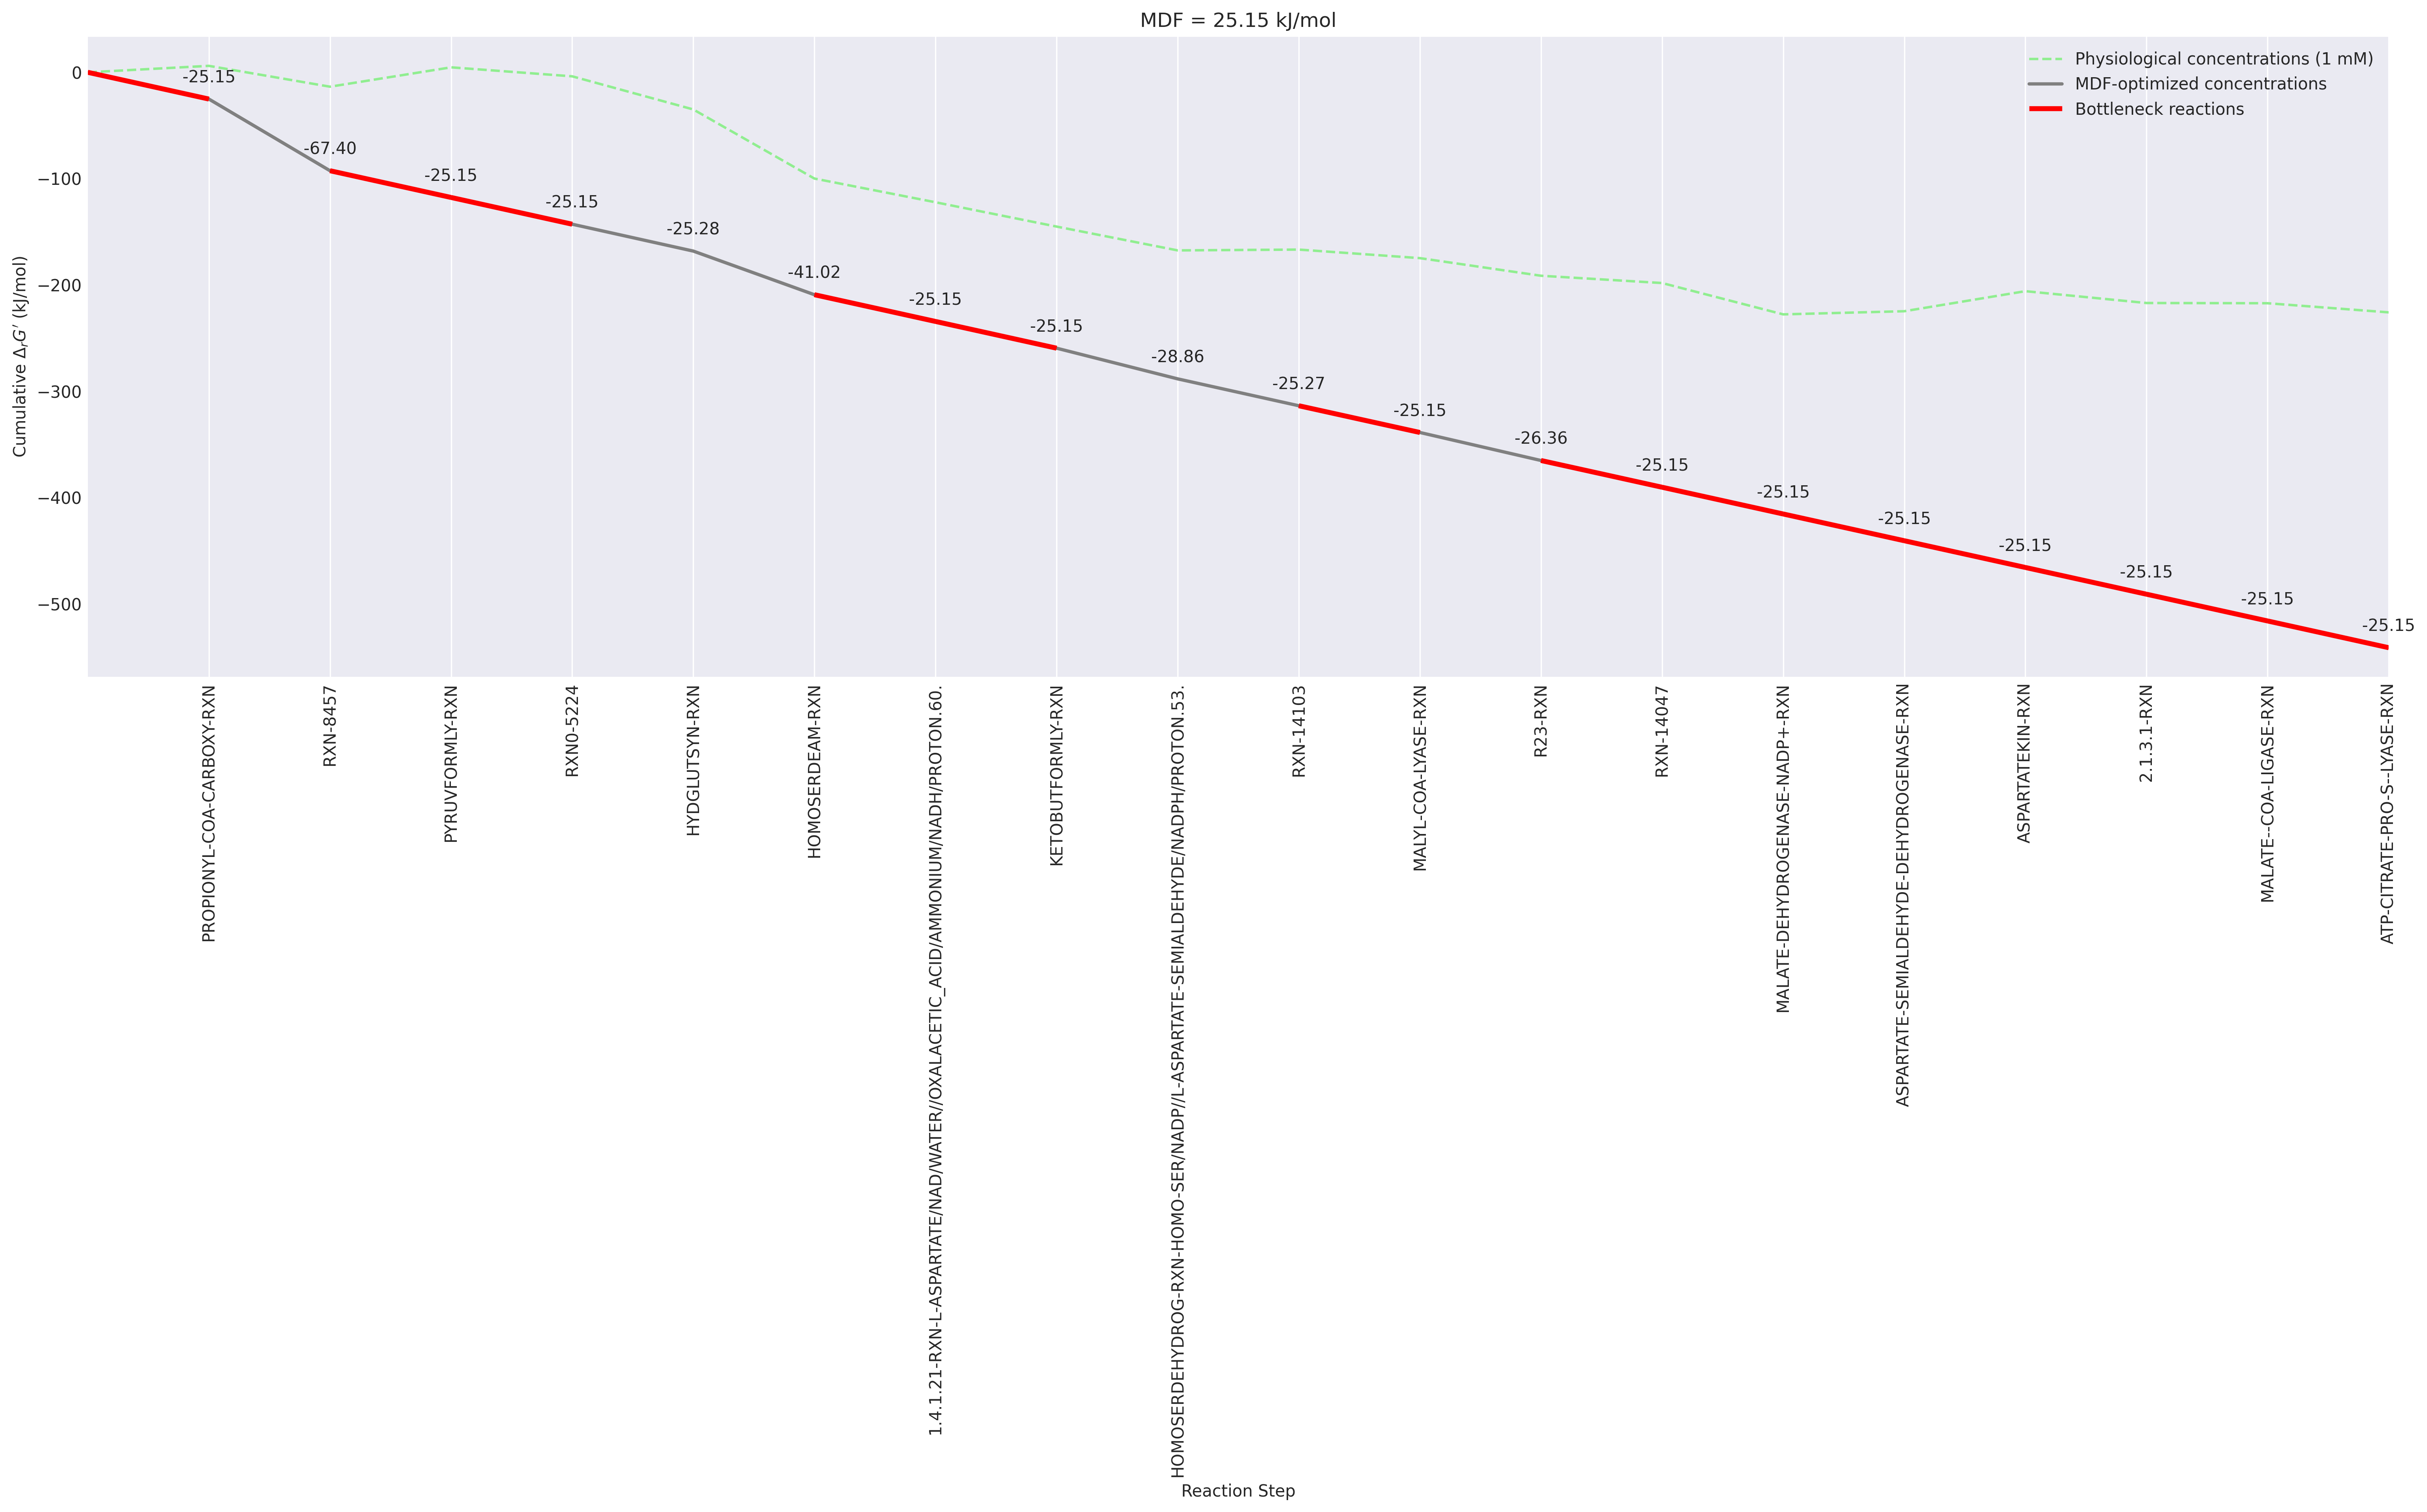 MDF = 25.15 kJ/mol
Physiological concentrations (1 mM)
MDF-optimized concentrations
Bottleneck reactions
Cumulative ΔrG′ (kJ/mol)
0
−100
−200
−300
−400
−500
-25.15
-67.40
-25.15
-25.15
-25.28
-41.02
-25.15
-25.15
-28.86
-25.27
-25.15
-26.36
-25.15
-25.15
-25.15
-25.15
-25.15
-25.15
-25.15
PROPIONYL-COA-CARBOXY-RXN
RXN-8457
PYRUVFORMLY-RXN
RXN0-5224
HYDGLUTSYN-RXN
HOMOSERDEAM-RXN
1.4.1.21-RXN-L-ASPARTATE/NAD/WATER//OXALACETIC_ACID/AMMONIUM/NADH/PROTON.60.
KETOBUTFORMLY-RXN
HOMOSERDEHYDROG-RXN-HOMO-SER/NADP//L-ASPARTATE-SEMIALDEHYDE/NADPH/PROTON.53.
RXN-14103
MALYL-COA-LYASE-RXN
R23-RXN
RXN-14047
MALATE-DEHYDROGENASE-NADP+-RXN
ASPARTATE-SEMIALDEHYDE-DEHYDROGENASE-RXN
ASPARTATEKIN-RXN
2.1.3.1-RXN
MALATE--COA-LIGASE-RXN
ATP-CITRATE-PRO-S--LYASE-RXN
Reaction Step